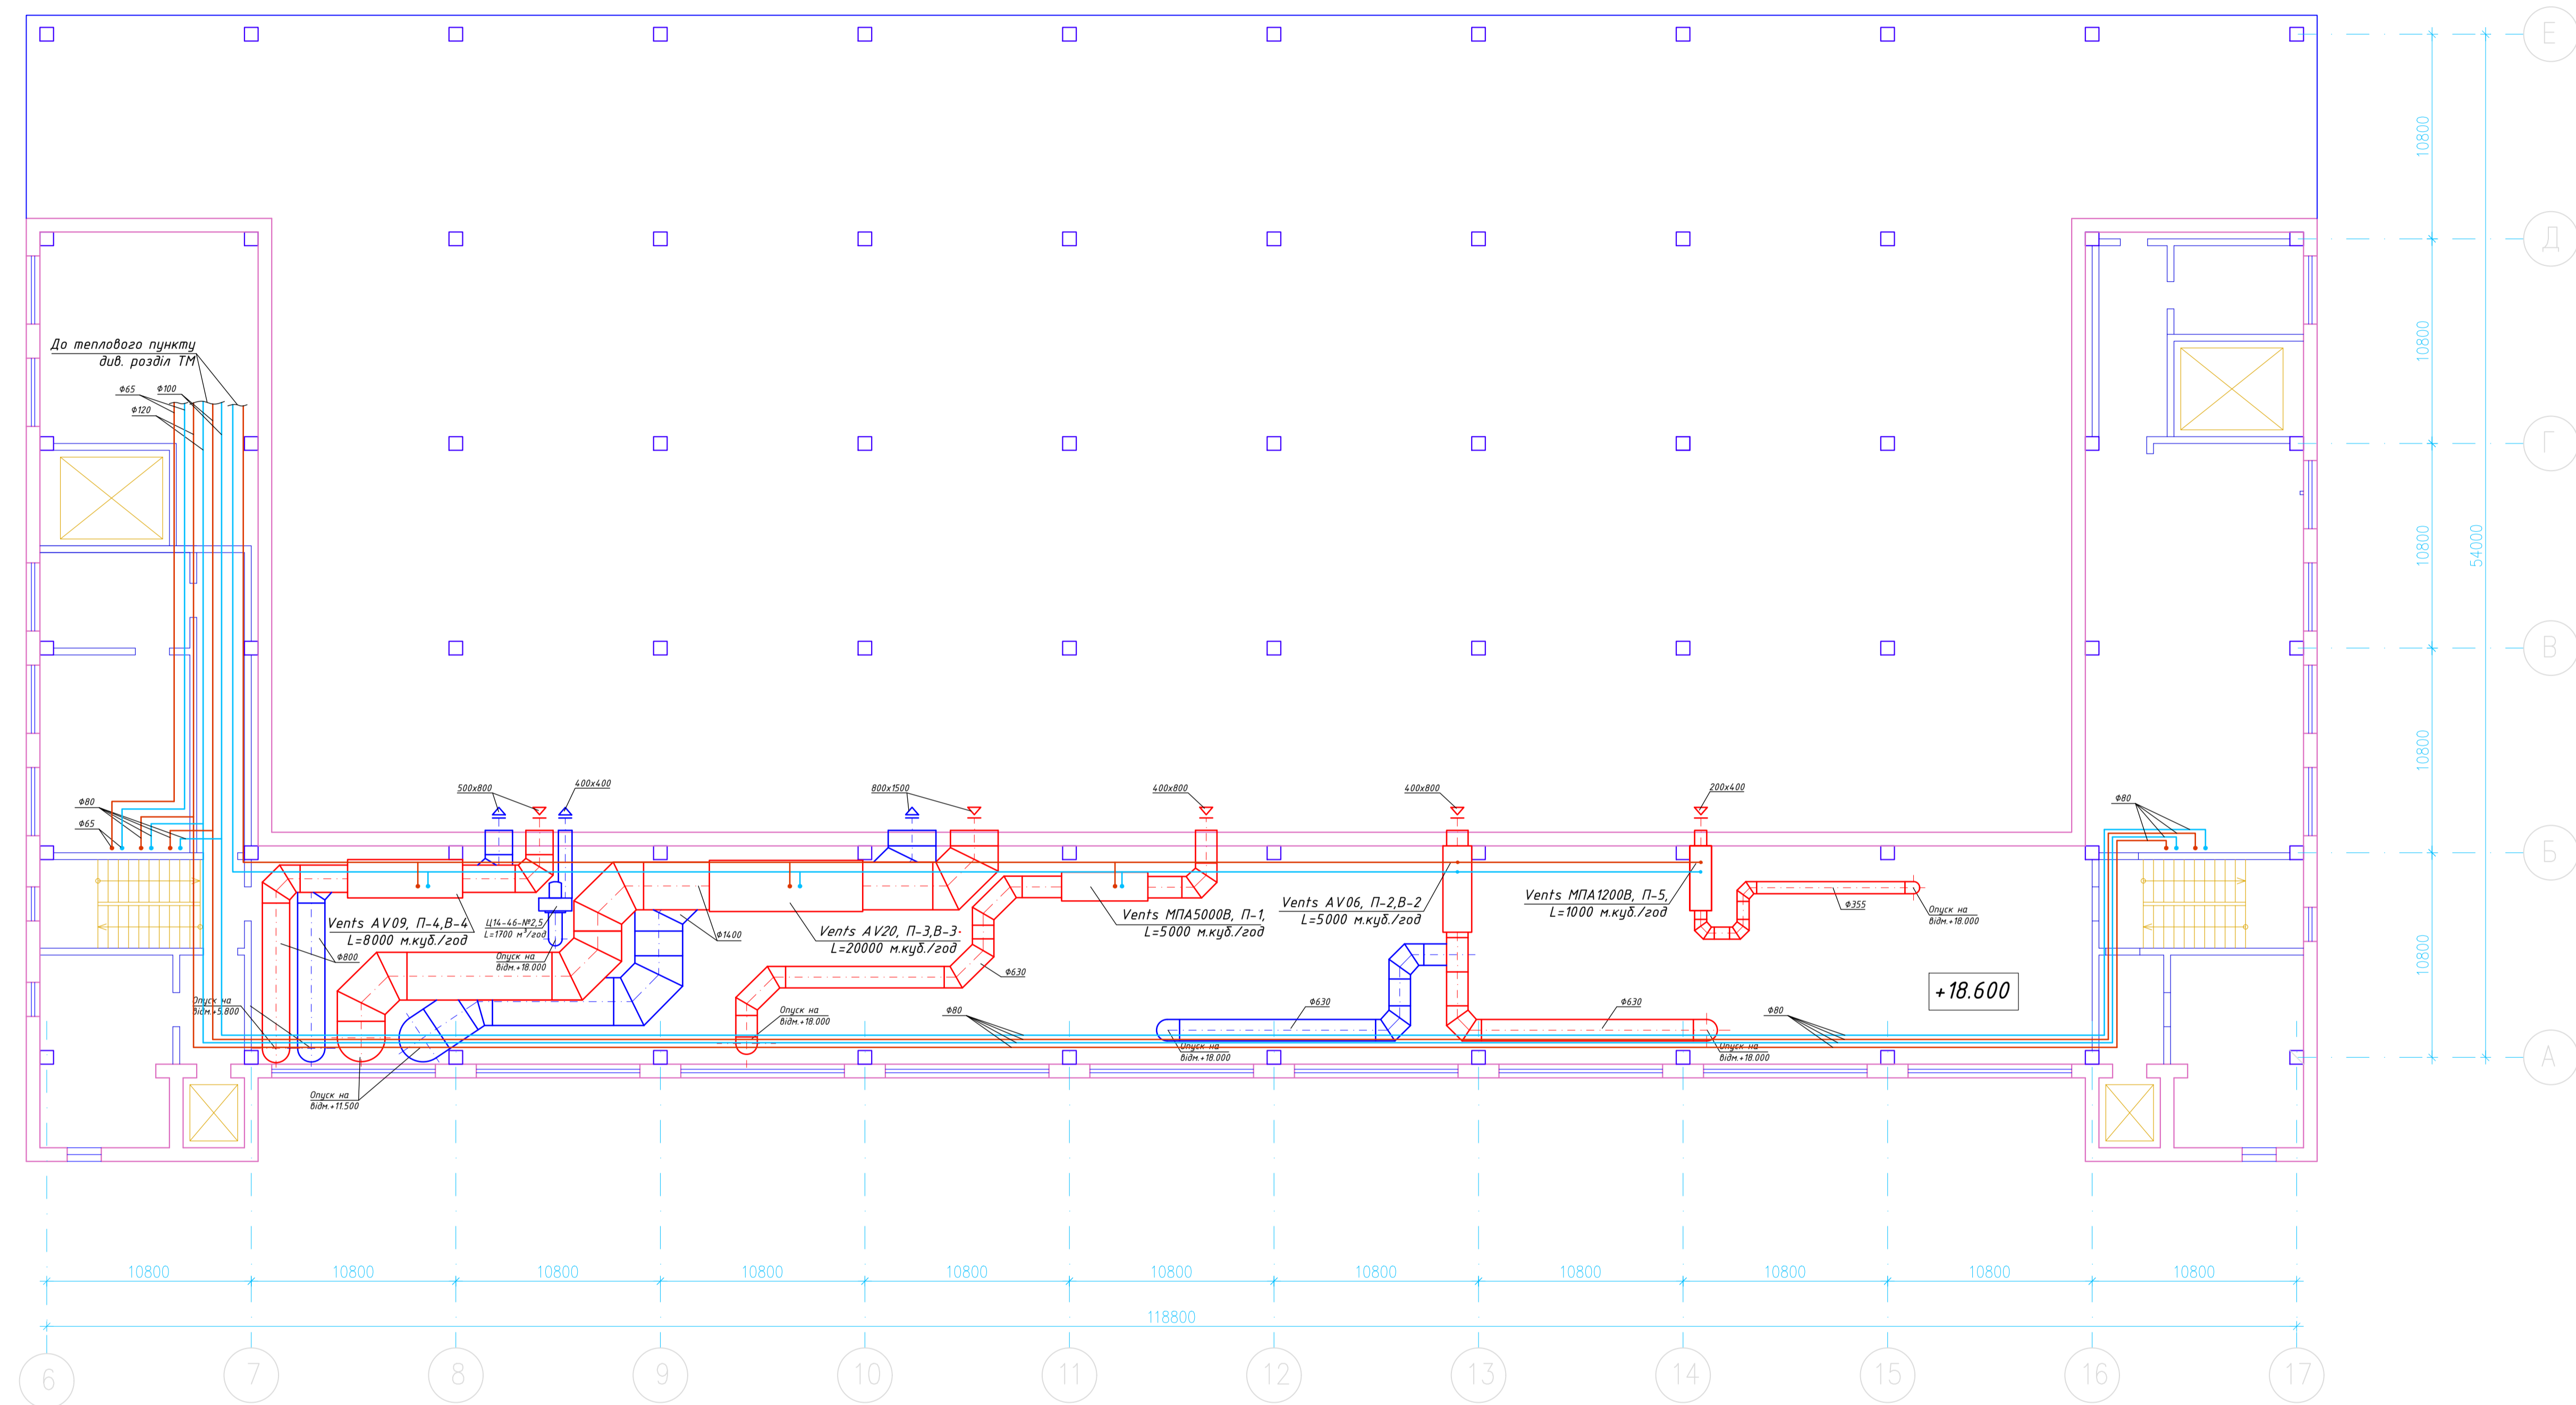 Е
10800
Д
10800
54000
До теплового пункту
див. розділ ТМ
Ф65
Ф100
Ф120
Г
10800
В
10800
Ф80
Ф65
500х800
400х400
800х1500
400х800
400х800
200х400
Ф80
Б
Vents AV09, П-4,В-4
L=8000 м.куб./год
Ц14-46-№2,5
L=1700 м³/год
Опуск на
відм.+18.000
Ф800
Ф1400
Vents AV20, П-3,В-3
L=20000 м.куб./год
Vents МПА5000В, П-1,
L=5000 м.куб./год
Vents AV06, П-2,В-2
L=5000 м.куб./год
Vents МПА1200В, П-5,
L=1000 м.куб./год
Ф355
Опуск на
відм.+18.000
10800
Ф630
+18.600
Опуск на
відм.+5.800
Опуск на
відм.+18.000
Ф80
Ф630
Ф630
Ф80
Опуск на
відм.+18.000
Опуск на
відм.+18.000
А
Опуск на
відм.+11.500
10800
10800
10800
10800
10800
10800
10800
10800
10800
10800
10800
118800
6
7
8
9
10
11
12
13
14
15
16
17